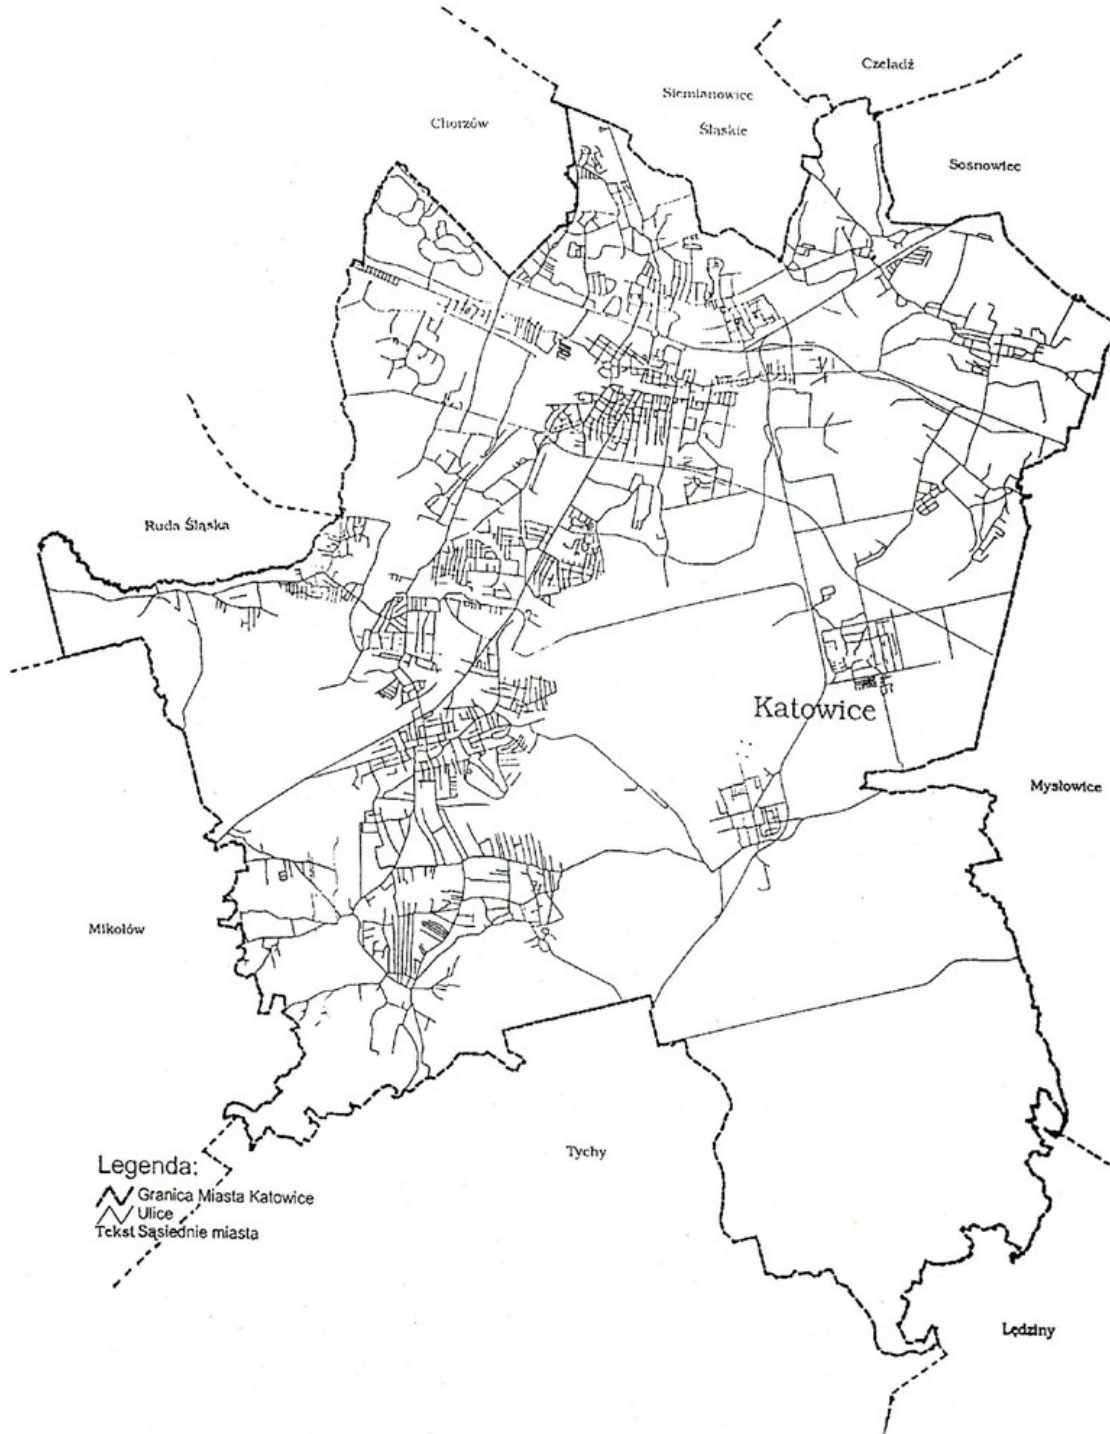 Czeladź
Siemianowice
Śląskie
Chorzów
Sosnowiec
Ruda Śląska
Katowice
Mysłowice
Mikołów
Tychy
Legenda:
Granica Miasta Katowice
Ulice
Tekst Sąsiednie miasta
Lędziny